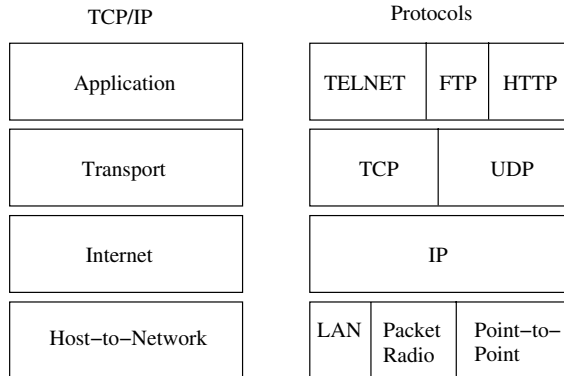 TCP/IP
Protocols
Application
TELNET
FTP
HTTP
Transport
TCP
UDP
Internet
IP
Host−to−Network
LAN
Packet
Radio
Point−to−
Point